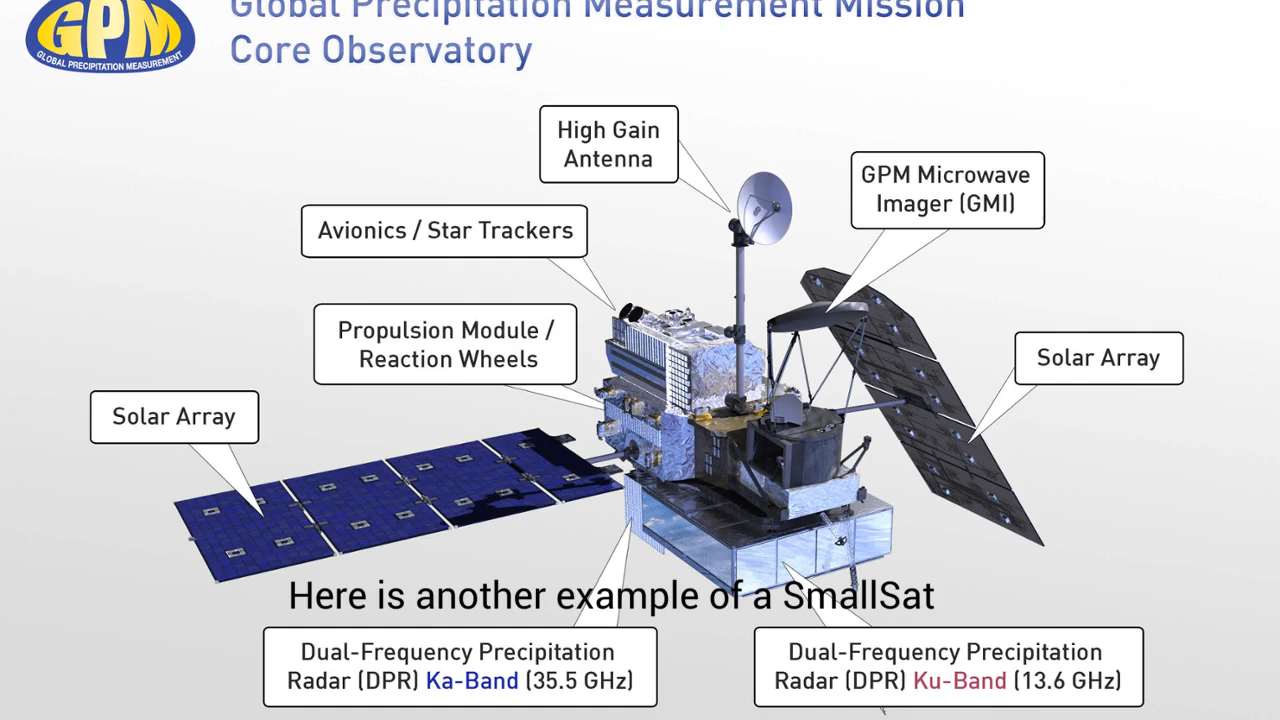 GPM
GLOBAL PRECIPITATION MEASUREMENT
Global Precipitation Measurement Mission
Core Observatory
High Gain
Antenna
GPM Microwave
Imager (GMI)
Avionics / Star Trackers
Propulsion Module /
Reaction Wheels
Solar Array
Solar Array
Here is another example of a SmallSat
Dual-Frequency Precipitation
Radar (DPR) Ka-Band (35.5 GHz)
Dual-Frequency Precipitation
Radar (DPR) Ku-Band (13.6 GHz)